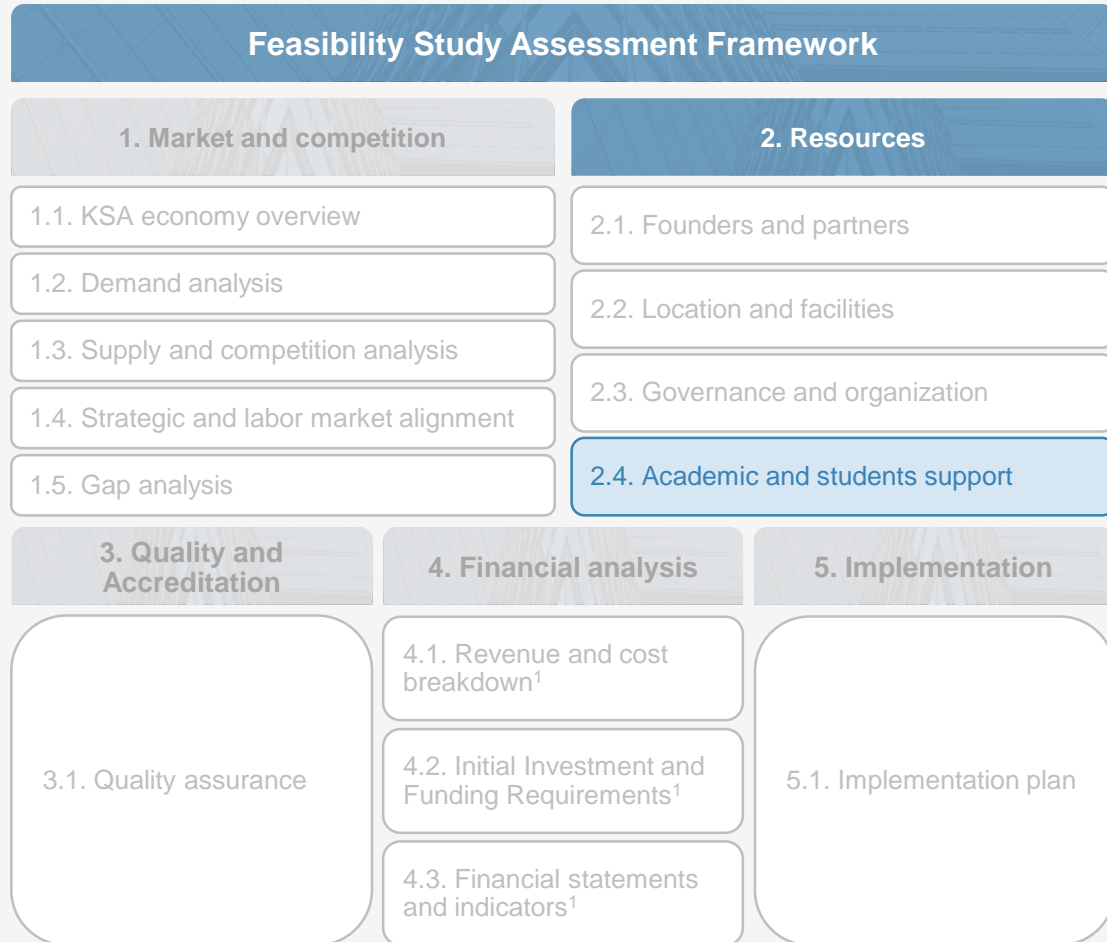 Feasibility Study Assessment Framework
1. Market and competition
1.1. KSA economy overview
1.2. Demand analysis
1.3. Supply and competition analysis
1.4. Strategic and labor market alignment
1.5. Gap analysis
2. Resources
2.1. Founders and partners
2.2. Location and facilities
2.3. Governance and organization
2.4. Academic and students support
3. Quality and
Accreditation
3.1. Quality assurance
4. Financial analysis
4.1. Revenue and cost
breakdown¹
4.2. Initial Investment and
Funding Requirements¹
4.3. Financial statements
and indicators¹
5. Implementation
5.1. Implementation plan